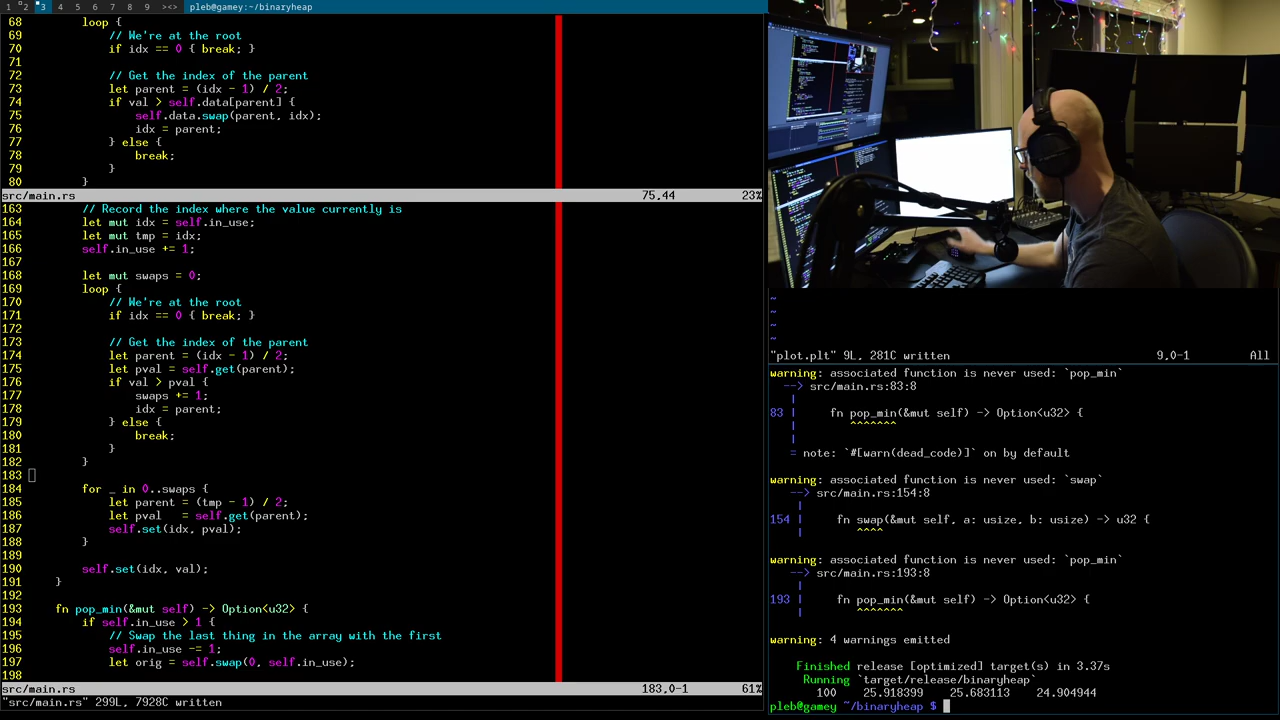 1 2 3 4 5 6 7 8 9 ><> pleb@gamey:~/binaryheap
68 loop {
69 // We're at the root
70 if idx == 0 { break; }
71
72 // Get the index of the parent
73 let parent = (idx - 1) / 2;
74 if val > self.data[parent] {
75 self.data.swap(parent, idx);
76 idx = parent;
77 } else {
78 break;
79 }
80 }
src/main.rs 75,44 23%
163 // Record the index where the value currently is
164 let mut idx = self.in_use;
165 let mut tmp = idx;
166 self.in_use += 1;
167
168 let mut swaps = 0;
169 loop {
170 // We're at the root
171 if idx == 0 { break; }
172
173 // Get the index of the parent
174 let parent = (idx - 1) / 2;
175 let pval = self.get(parent);
176 if val > pval {
177 swaps += 1;
178 idx = parent;
179 } else {
180 break;
181 }
182 }
183
184 for _ in 0..swaps {
185 let parent = (tmp - 1) / 2;
186 let pval = self.get(parent);
187 self.set(idx, pval);
188 }
189
190 self.set(idx, val);
191 }
192
193 fn pop_min(&mut self) -> Option<u32> {
194 if self.in_use > 1 {
195 // Swap the last thing in the array with the first
196 self.in_use -= 1;
197 let orig = self.swap(0, self.in_use);
198
src/main.rs 183,0-1 61%
"src/main.rs" 299L, 7928C written
~
~
~
~
"plot.plt" 9L, 281C written 9,0-1 All
warning: associated function is never used: `pop_min`
--> src/main.rs:83:8
|
83 | fn pop_min(&mut self) -> Option<u32> {
| ^^^^^^^
|
= note: `#[warn(dead_code)]` on by default
warning: associated function is never used: `swap`
--> src/main.rs:154:8
|
154 | fn swap(&mut self, a: usize, b: usize) -> u32 {
| ^^^^
warning: associated function is never used: `pop_min`
--> src/main.rs:193:8
|
193 | fn pop_min(&mut self) -> Option<u32> {
| ^^^^^^^
warning: 4 warnings emitted
Finished release [optimized] target(s) in 3.37s
Running `target/release/binaryheap`
100 25.918399 25.683113 24.904944
pleb@gamey ~/binaryheap $